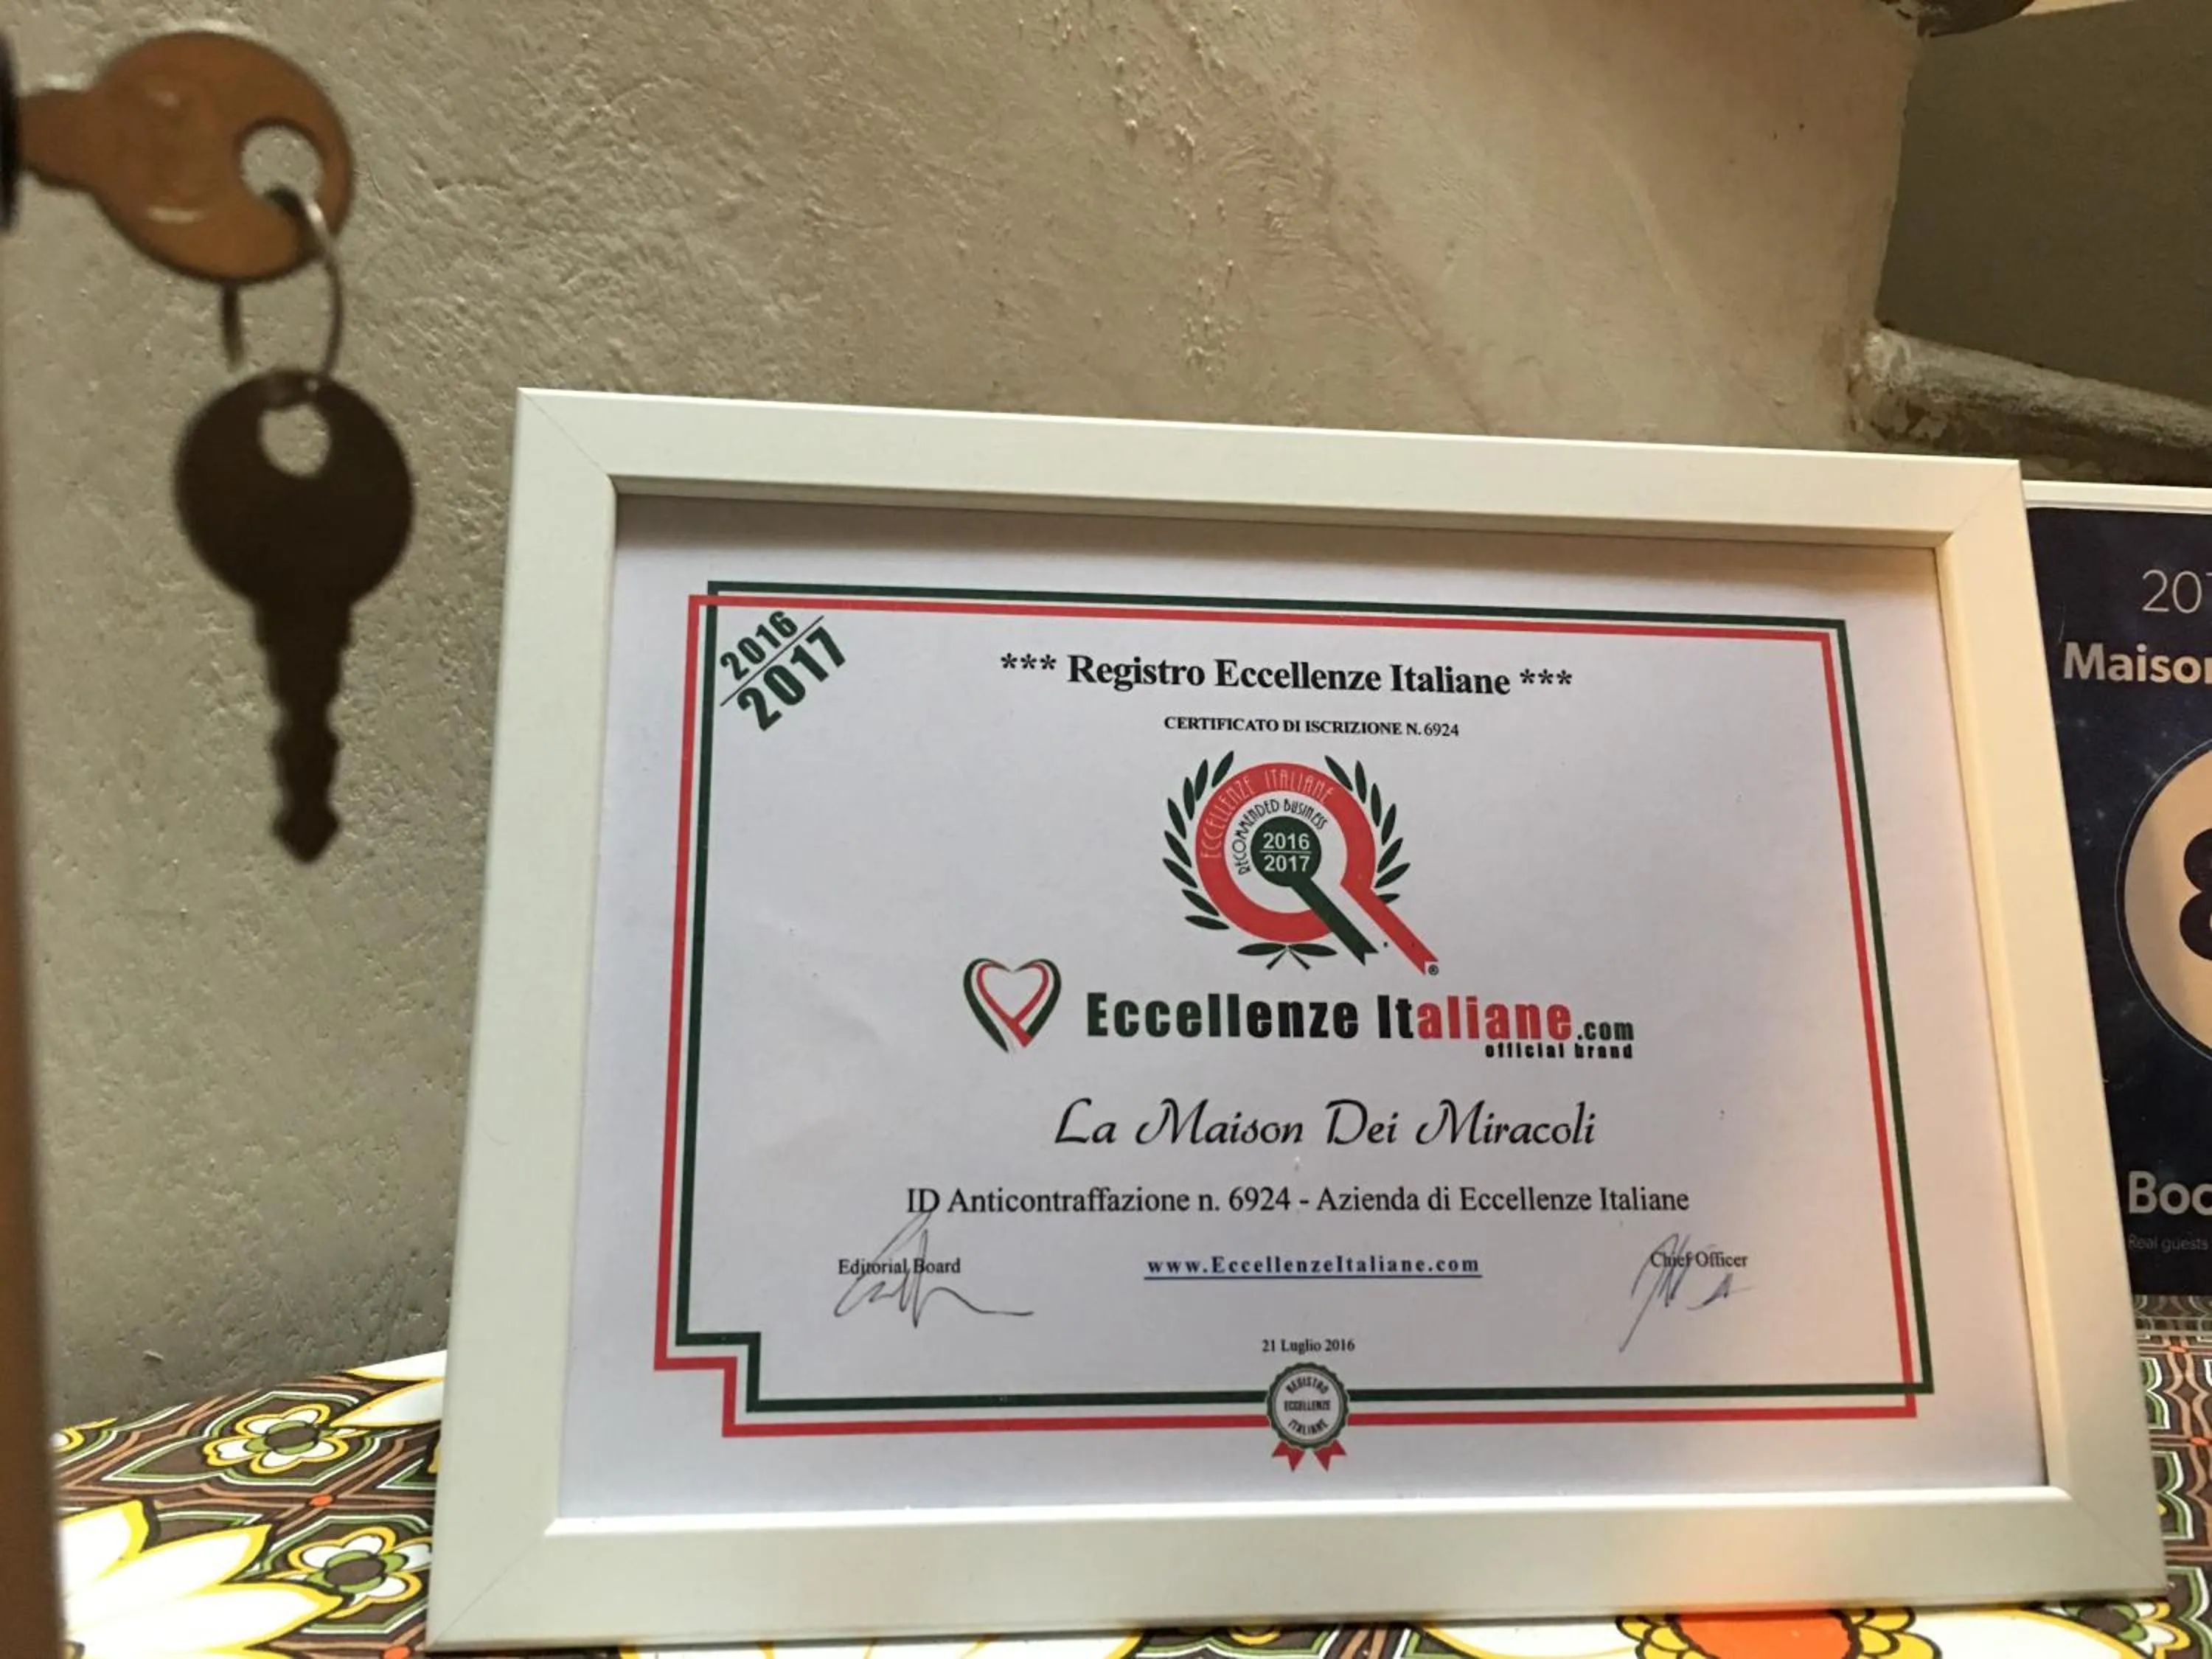 2016
2017
*** Registro Eccellenze Italiane ***
CERTIFICATO DI ISCRIZIONE N.6924
ECCELLENZE ITALIANE
RECOMMENDED BUSINESS
2016
2017
®
Eccellenze Italiane.com
official brand
La Maison Dei Miracoli
ID Anticontraffazione n. 6924 - Azienda di Eccellenze Italiane
Editorial Board
www.EccellenzeItaliane.com
Chief Officer
21 Luglio 2016
REGISTRO
ECCELLENZE
ITALIANE
20
Maison
8
Boo
Real guests